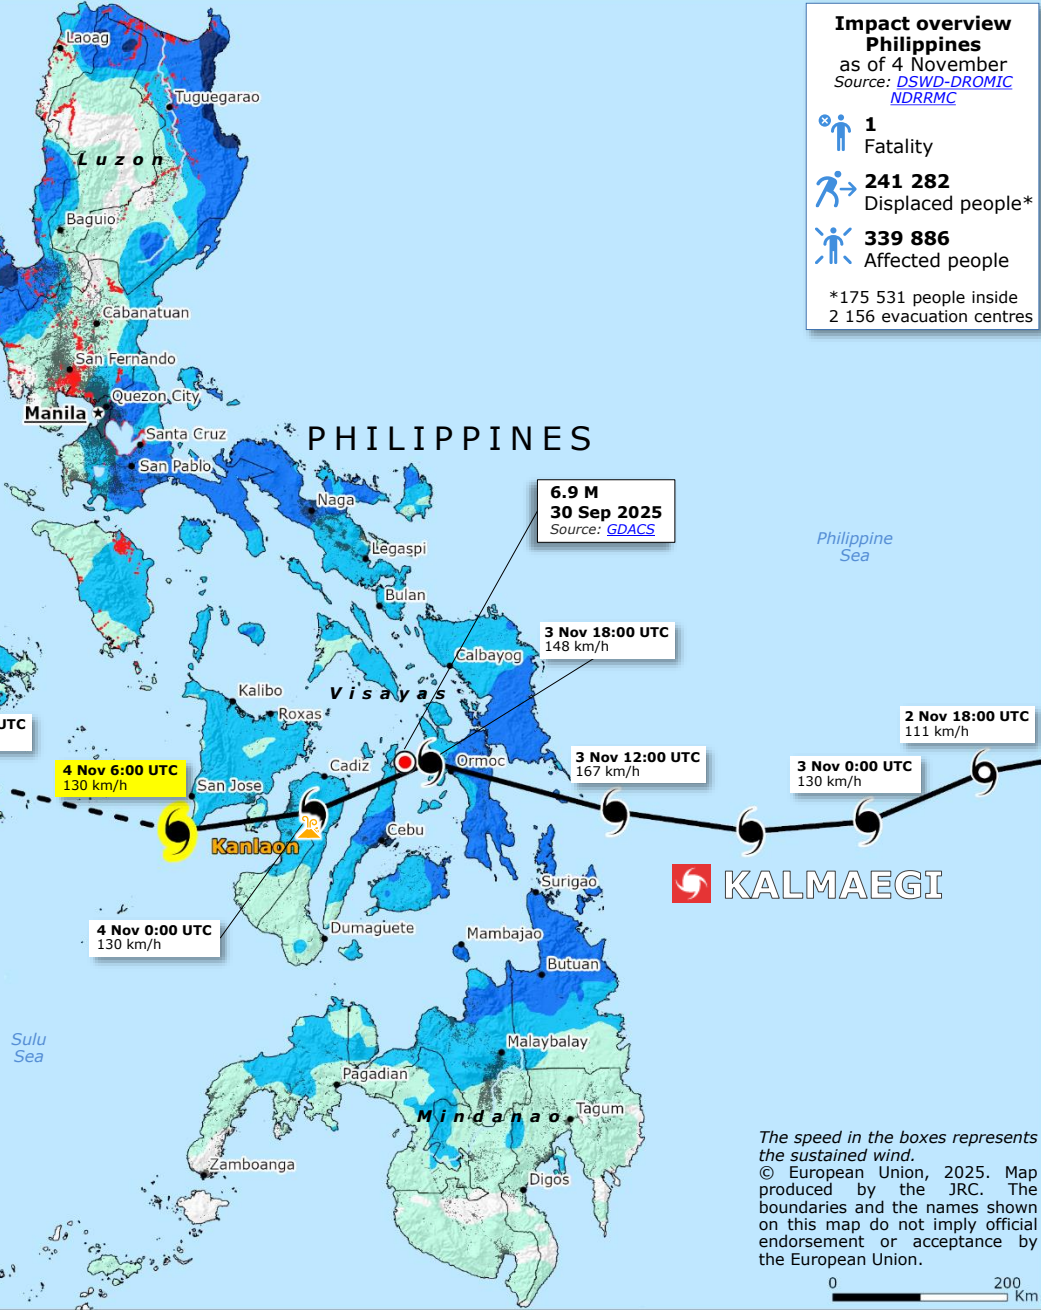 Impact overview
Philippines
as of 4 November
Source: DSWD-DROMIC
NDRRMC
1
Fatality
241 282
Displaced people*
339 886
Affected people
*175 531 people inside
2 156 evacuation centres
Laoag
Tuguegarao
Luzon
Baguio
Cabanatuan
San Fernando
Quezon City
Manila
Santa Cruz
San Pablo
PHILIPPINES
Naga
6.9 M
30 Sep 2025
Source: GDACS
Legaspi
Philippine
Sea
Bulan
3 Nov 18:00 UTC
148 km/h
Calbayog
Kalibo
Visayas
Roxas
UTC
2 Nov 18:00 UTC
111 km/h
4 Nov 6:00 UTC
130 km/h
San Jose
Cadiz
Ormoc
3 Nov 12:00 UTC
167 km/h
3 Nov 0:00 UTC
130 km/h
Kanlaon
Cebu
KALMAEGI
Surigao
4 Nov 0:00 UTC
130 km/h
Dumaguete
Mambajao
Butuan
Sulu
Sea
Malaybalay
Pagadian
Mindanao
Tagum
Zamboanga
Digos
The speed in the boxes represents
the sustained wind.
© European Union, 2025. Map
produced by the JRC. The
boundaries and the names shown
on this map do not imply official
endorsement or acceptance by
the European Union.
0 200
Km